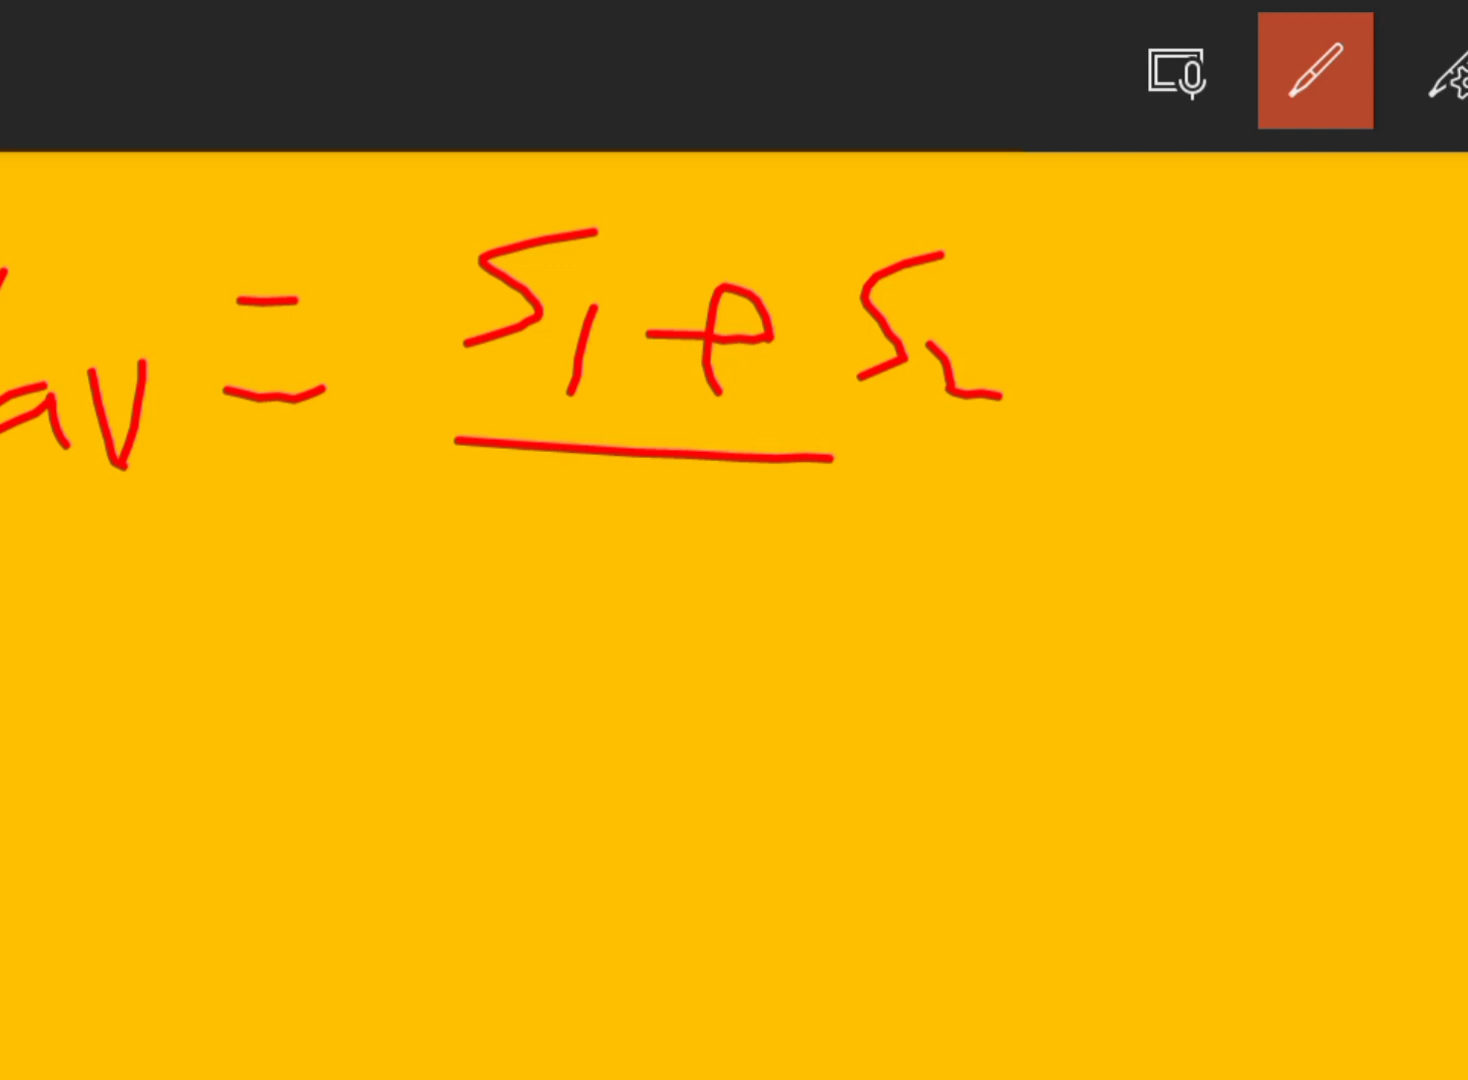 av = S₁ + S₂